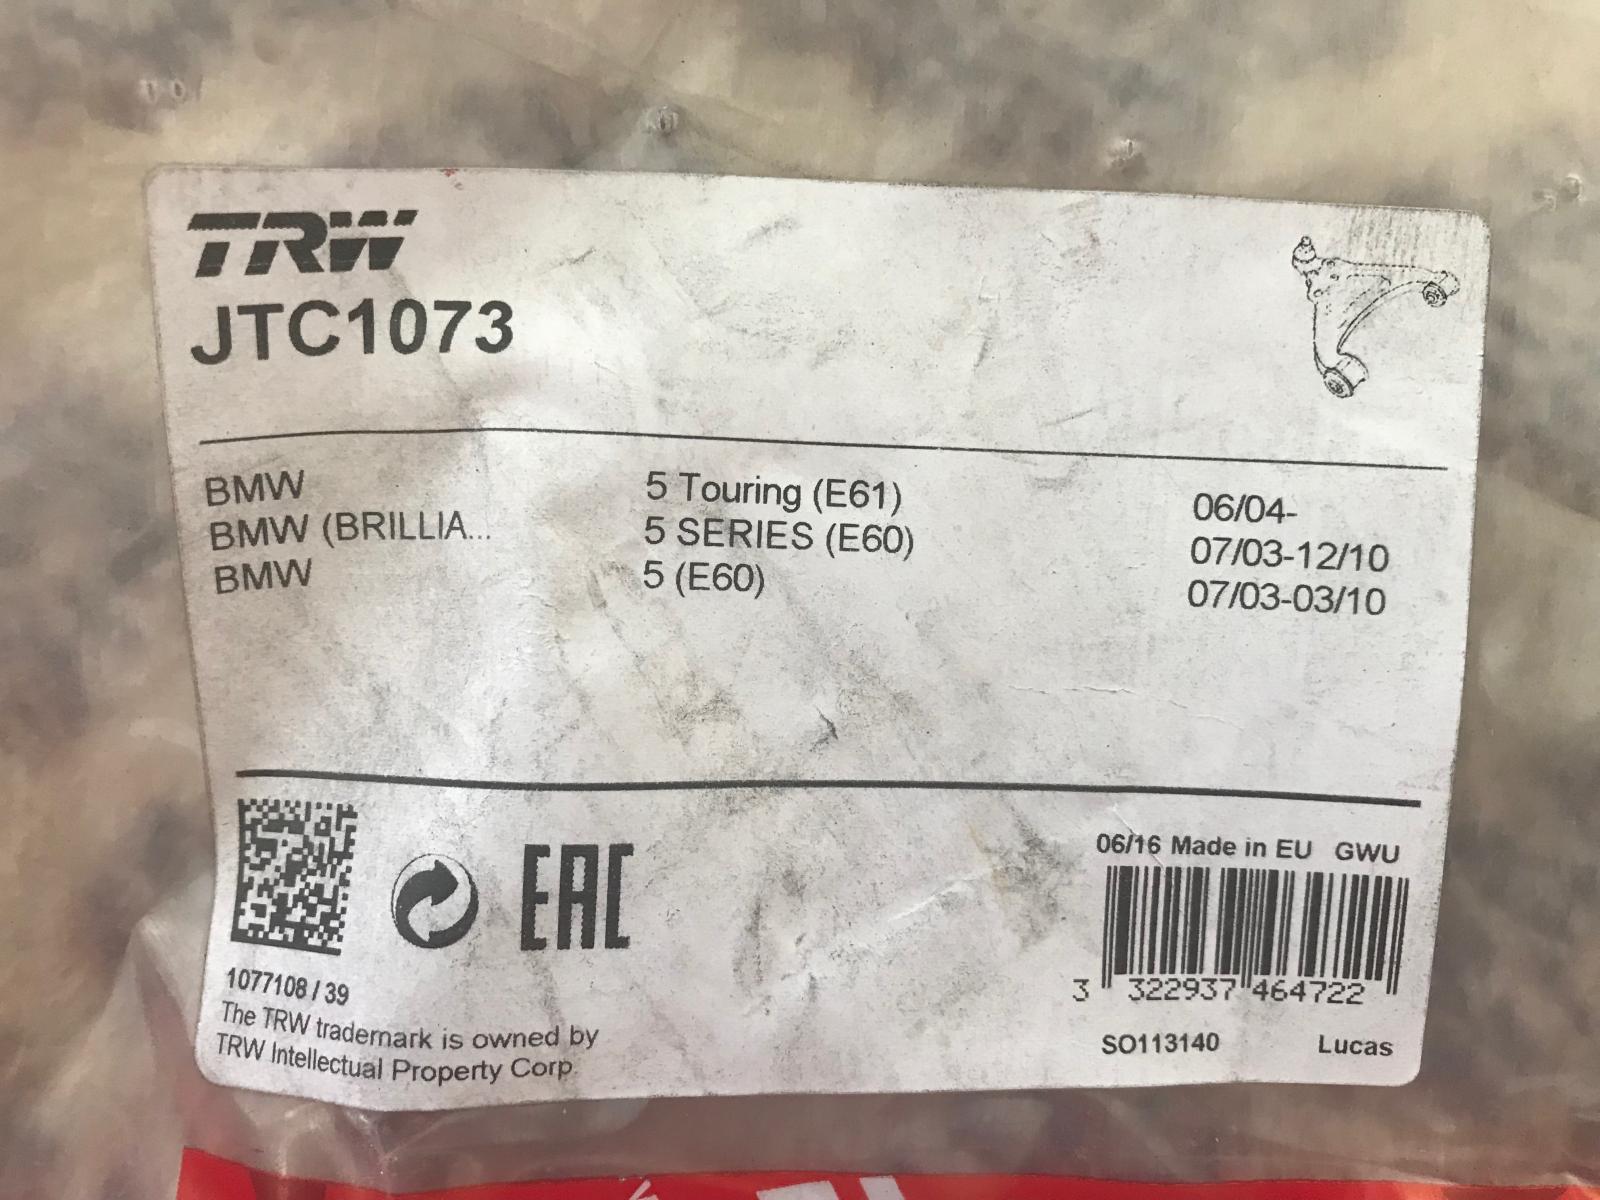 TRW
JTC1073
BMW 5 Touring (E61) 06/04-
BMW (BRILLIA... 5 SERIES (E60) 07/03-12/10
BMW 5 (E60) 07/03-03/10
06/16 Made in EU GWU
EAC
3 322937 464722
1077108 / 39
The TRW trademark is owned by
TRW Intellectual Property Corp.
SO113140 Lucas